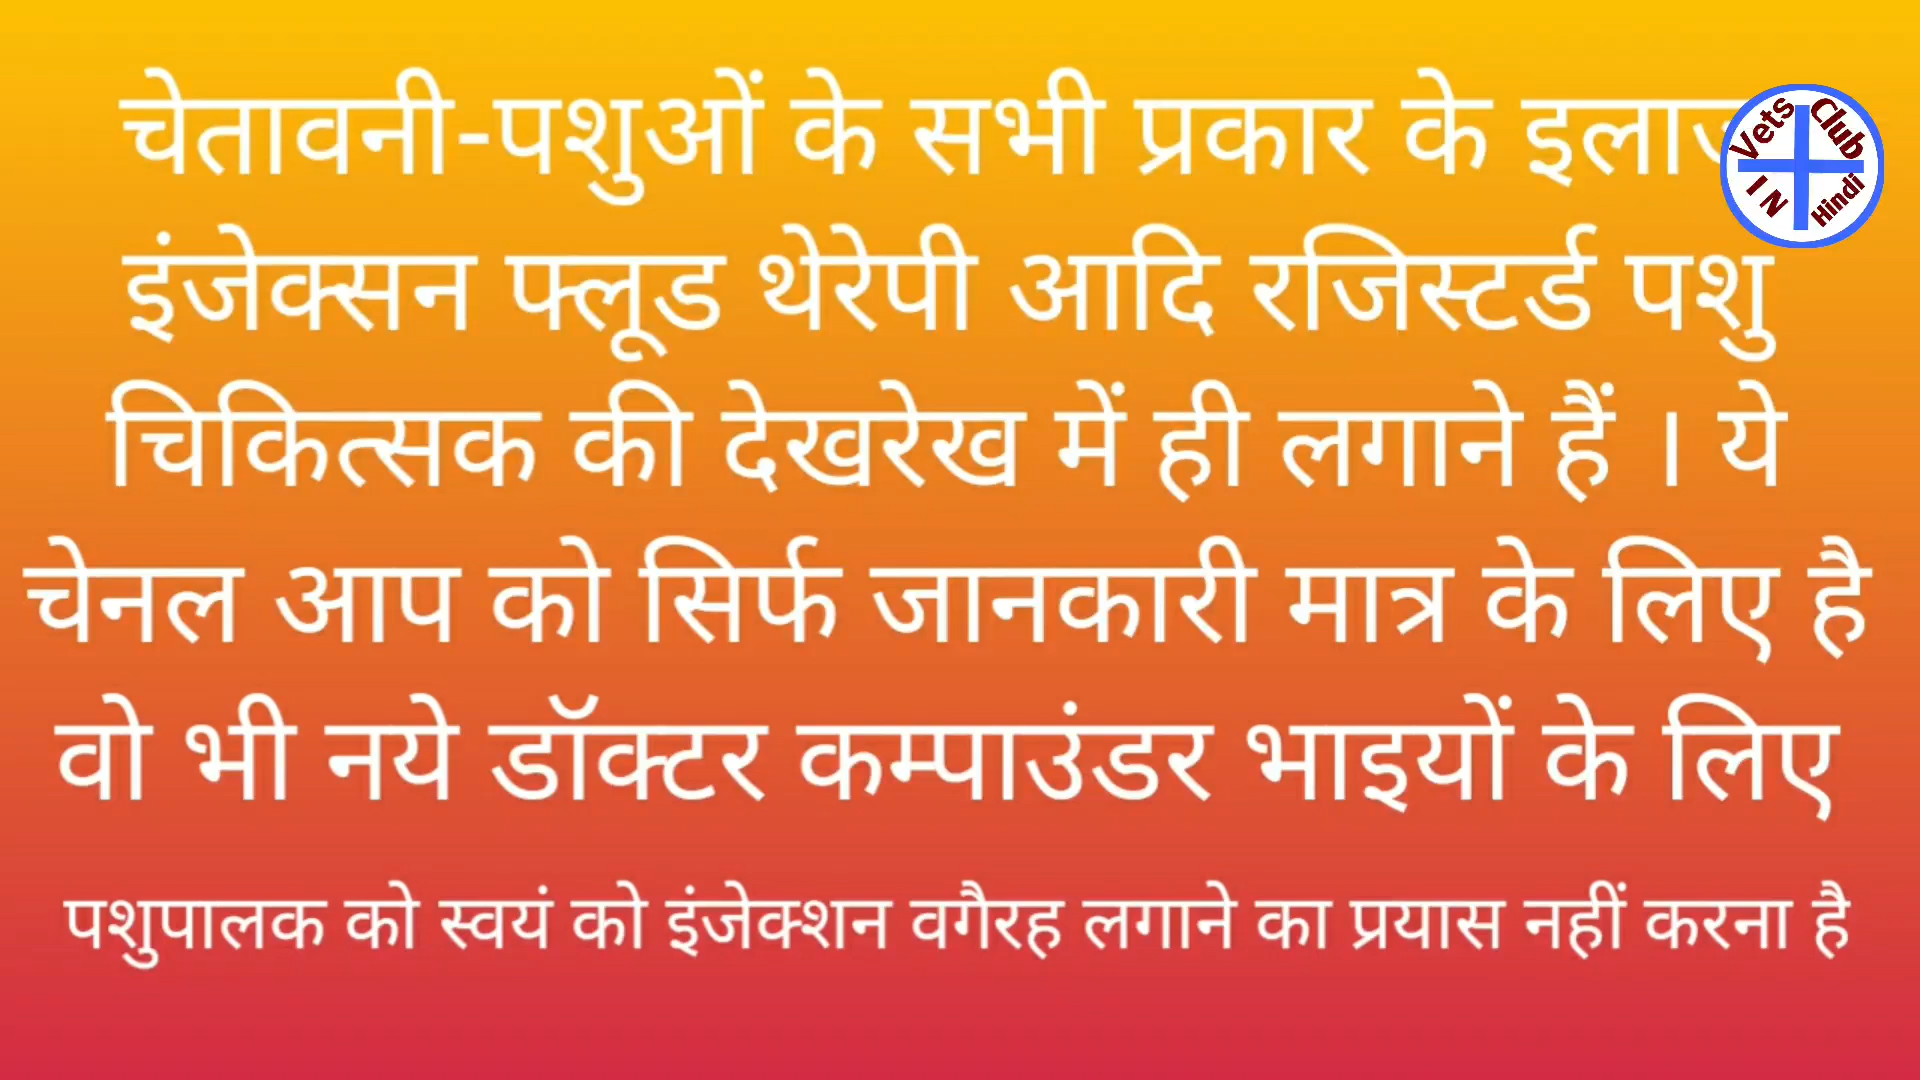 चेतावनी-पशुओं के सभी प्रकार के
इंजेक्सन फ्लूड थेरेपी आदि रजिस्टर्ड पशु
चिकित्सक की देखरेख में ही लगाने हैं । ये
चेनल आप को सिर्फ जानकारी मात्र के लिए है
वो भी नये डॉक्टर कम्पाउंडर भाइयों के लिए
पशुपालक को स्वयं को इंजेक्शन वगैरह लगाने का प्रयास नहीं करना है
Vets Club
IN Hindi